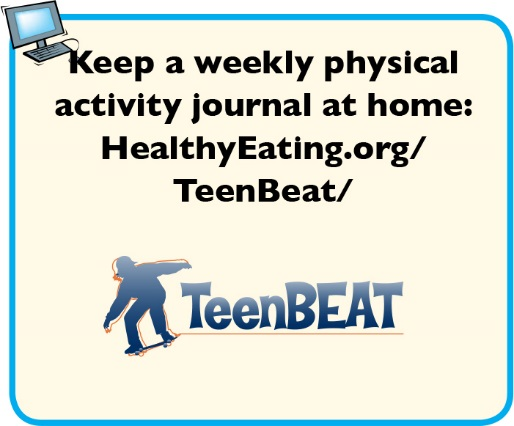 Keep a weekly physical
activity journal at home:
HealthyEating.org/
TeenBeat/
TeenBEAT